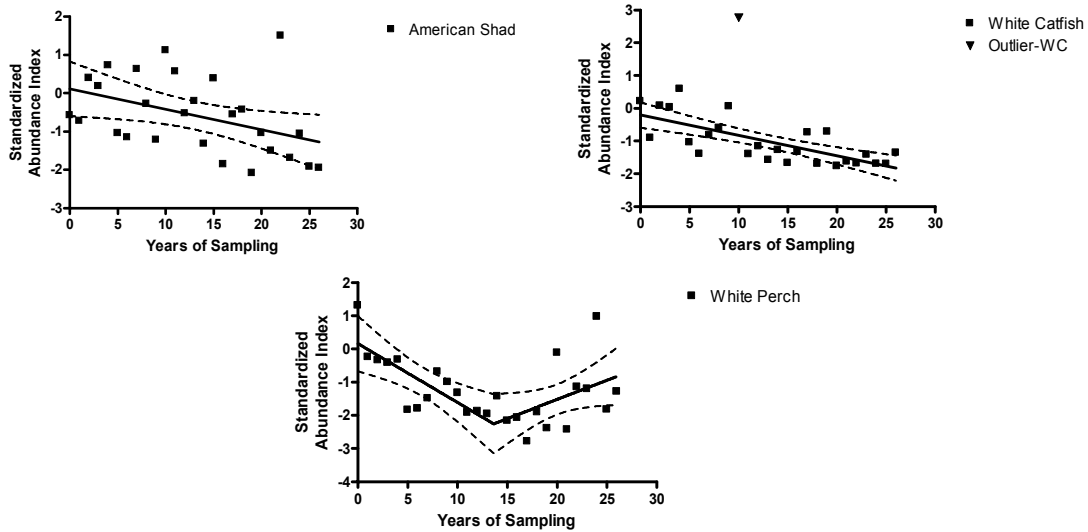 American Shad
Standardized
Abundance Index
2
1
0
-1
-2
-3
0 5 10 15 20 25 30
Years of Sampling
White Catfish
Outlier-WC
Standardized
Abundance Index
3
2
1
0
-1
-2
-3
0 5 10 15 20 25 30
Years of Sampling
White Perch
Standardized
Abundance Index
2
1
0
-1
-2
-3
-4
0 5 10 15 20 25 30
Years of Sampling